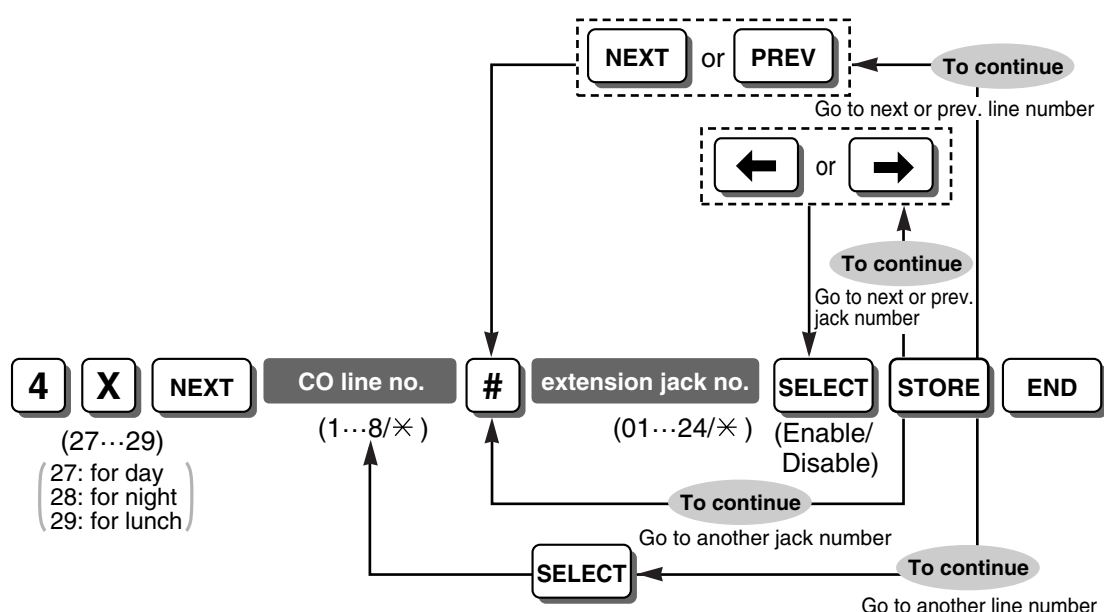 NEXT or PREV
To continue
Go to next or prev. line number
← or →
To continue
Go to next or prev.
jack number
4 X NEXT CO line no. # extension jack no. SELECT STORE END
(27…29)
(1…8/✳)
(01…24/✳)
(Enable/
Disable)
27: for day
28: for night
29: for lunch
To continue
Go to another jack number
SELECT
To continue
Go to another line number